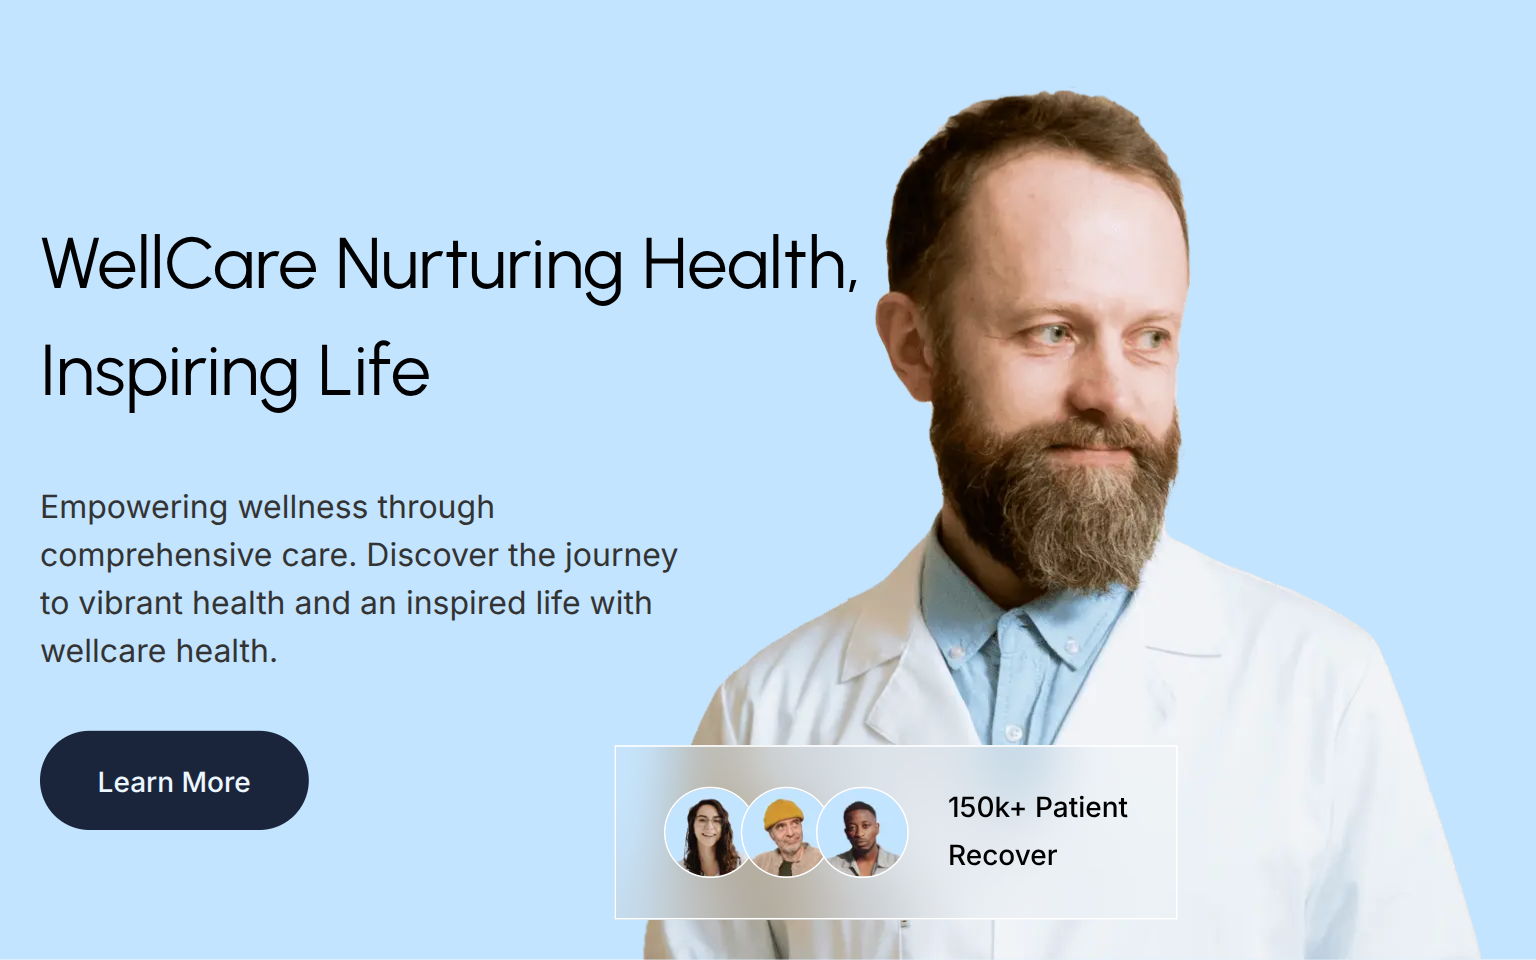 WellCare Nurturing Health,
Inspiring Life
Empowering wellness through
comprehensive care. Discover the journey
to vibrant health and an inspired life with
wellcare health.
Learn More
150k+ Patient
Recover